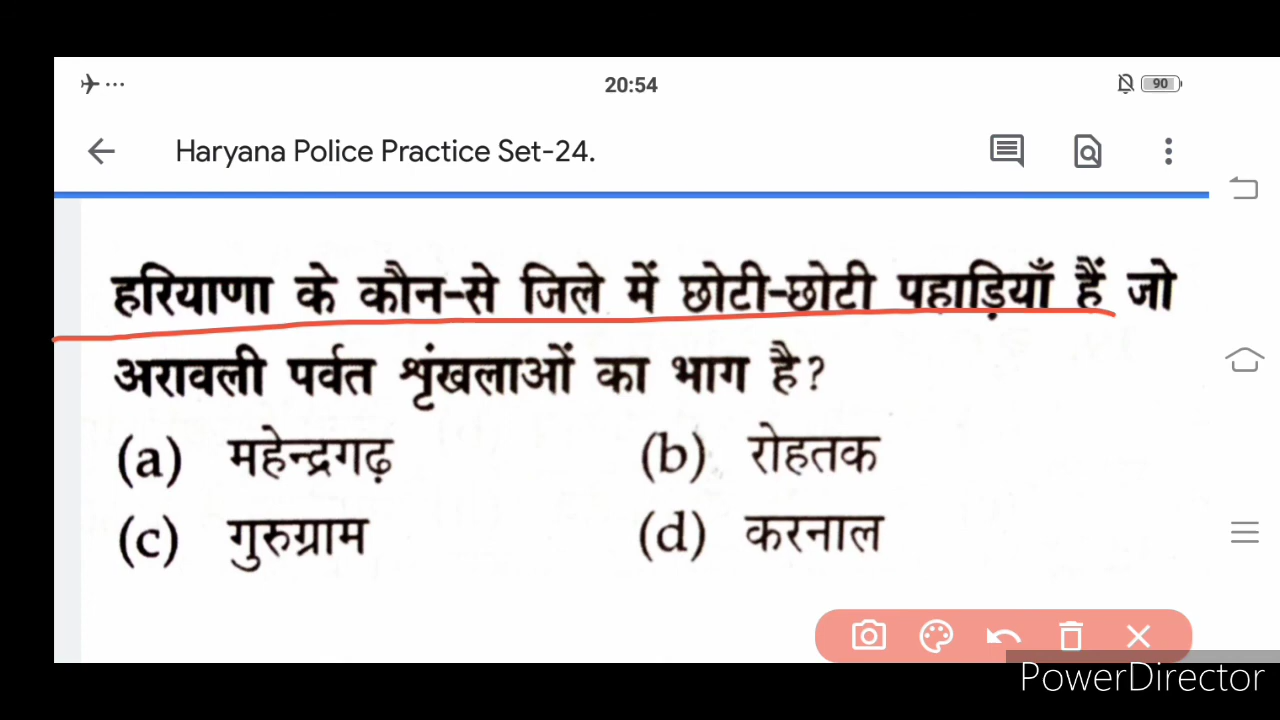 20:54
90
Haryana Police Practice Set-24.
हरियाणा के कौन-से जिले में छोटी-छोटी पहाड़ियाँ हैं जो
अरावली पर्वत शृंखलाओं का भाग है?
(a) महेन्द्रगढ़ (b) रोहतक
(c) गुरुग्राम (d) करनाल
PowerDirector